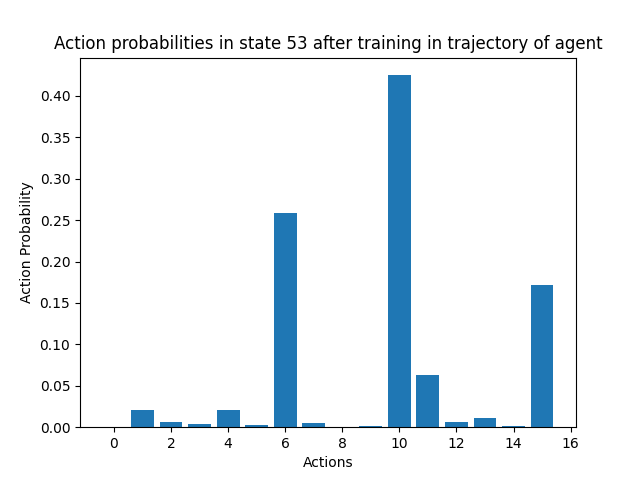 Action probabilities in state 53 after training in trajectory of agent
0.40
0.35
0.30
0.25
0.20
0.15
0.10
0.05
0.00
Action Probability
0 2 4 6 8 10 12 14 16
Actions